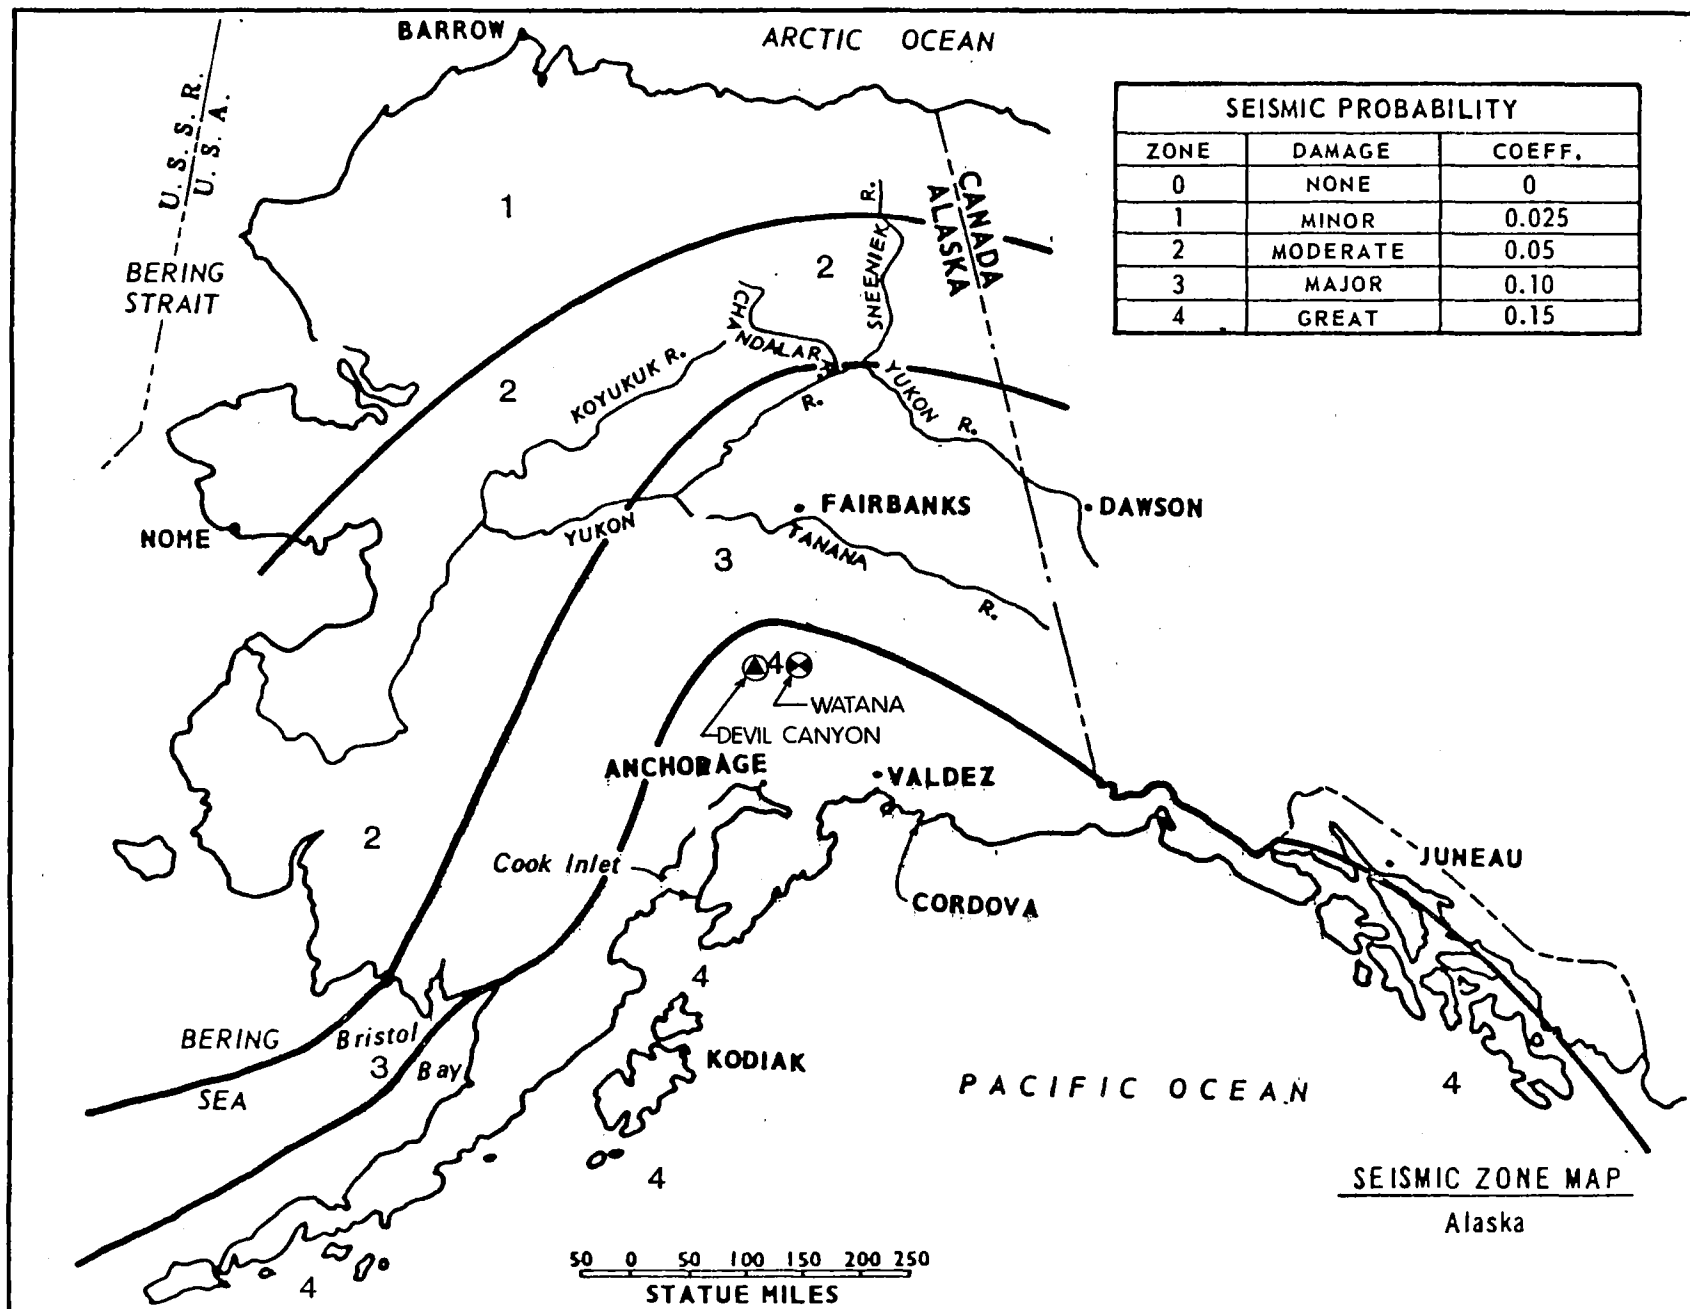 BARROW
ARCTIC OCEAN
U. S. S. R.
U. S. A.
SEISMIC PROBABILITY
ZONE DAMAGE COEFF.
0 NONE 0
1 MINOR 0.025
2 MODERATE 0.05
3 MAJOR 0.10
4 GREAT 0.15
CANADA
ALASKA
1
BERING
STRAIT
2
SNEENIEK R.
CHANDALAR R.
KOYUKUK R.
2
YUKON R.
R.
NOME
YUKON
FAIRBANKS
DAWSON
TANANA R.
3
4
WATANA
DEVIL CANYON
ANCHORAGE
VALDEZ
2
Cook Inlet
CORDOVA
JUNEAU
4
BERING
SEA
Bristol
Bay
3
KODIAK
PACIFIC OCEAN
4
4
SEISMIC ZONE MAP
Alaska
4
50 0 50 100 150 200 250
STATUE MILES